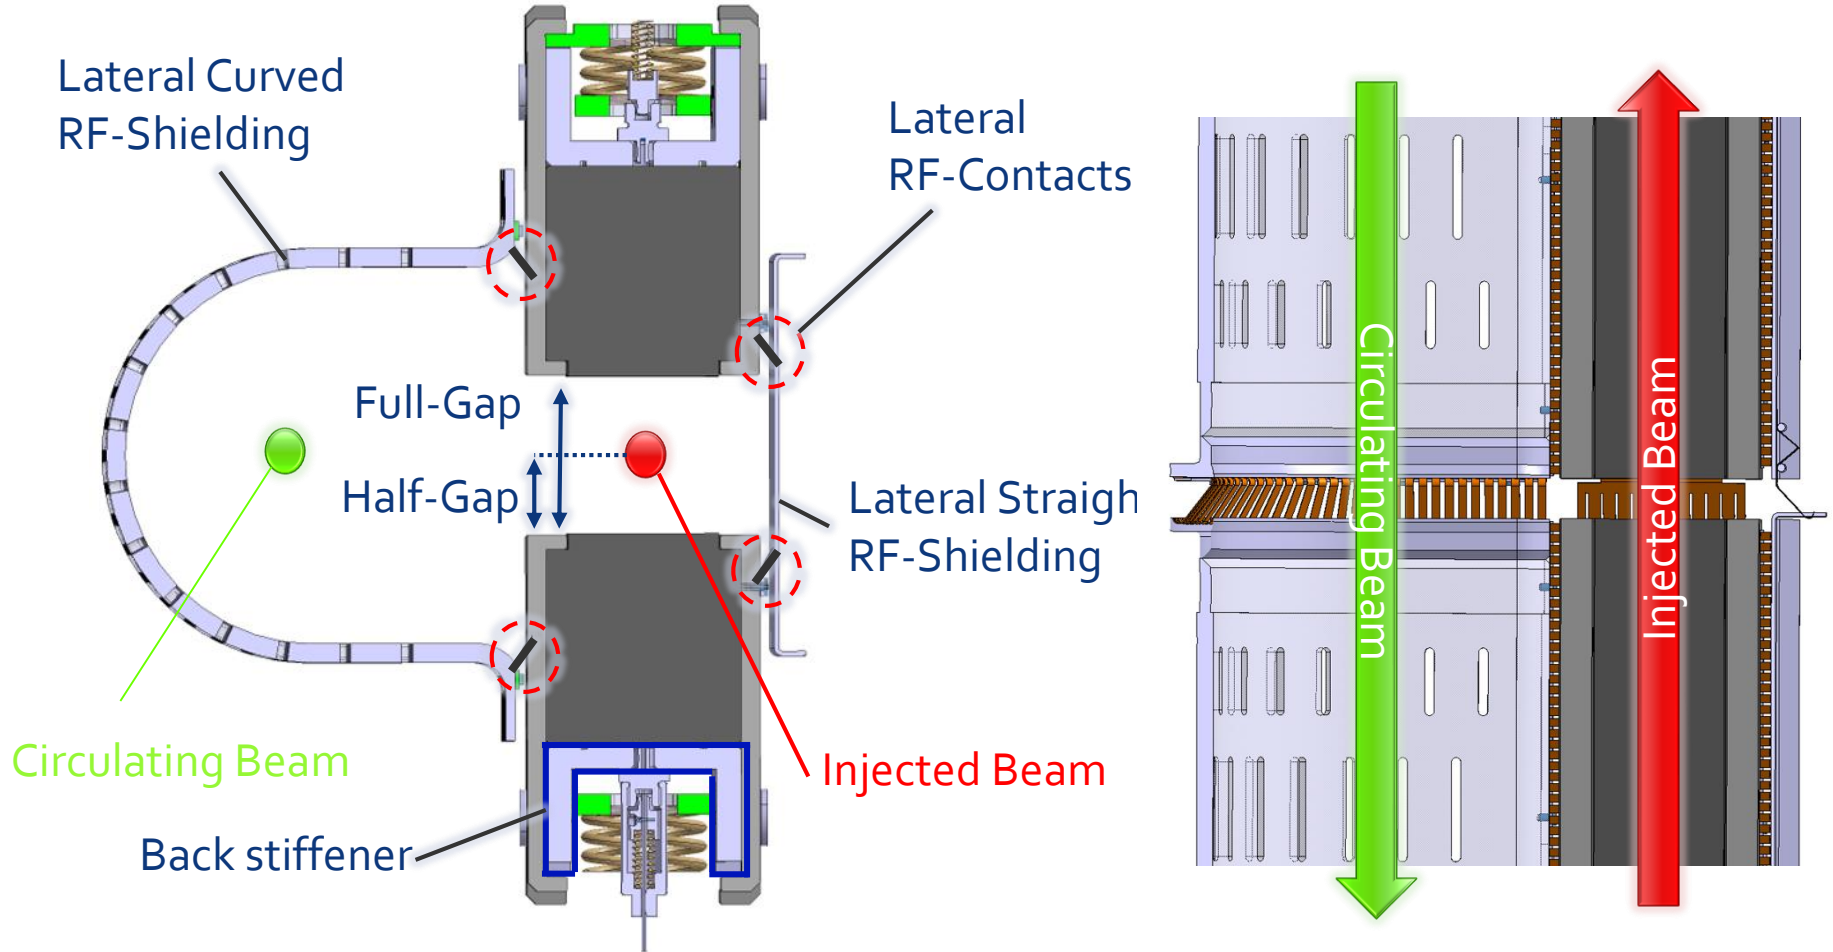 Lateral Curved
RF-Shielding
Lateral
RF-Contacts
Full-Gap
Half-Gap
Lateral Straigh
RF-Shielding
Circulating Beam
Injected Beam
Back stiffener
Circulating Beam
Injected Beam